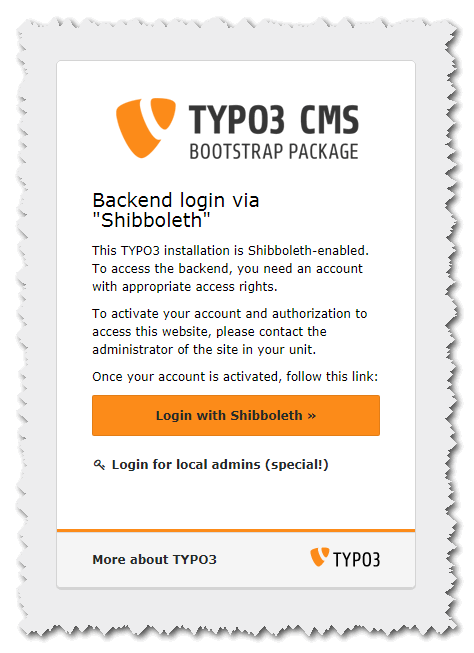 TYPO3 CMS
BOOTSTRAP PACKAGE
Backend login via
"Shibboleth"
This TYPO3 installation is Shibboleth-enabled.
To access the backend, you need an account
with appropriate access rights.
To activate your account and authorization to
access this website, please contact the
administrator of the site in your unit.
Once your account is activated, follow this link:
Login with Shibboleth »
Login for local admins (special!)
More about TYPO3
TYPO3